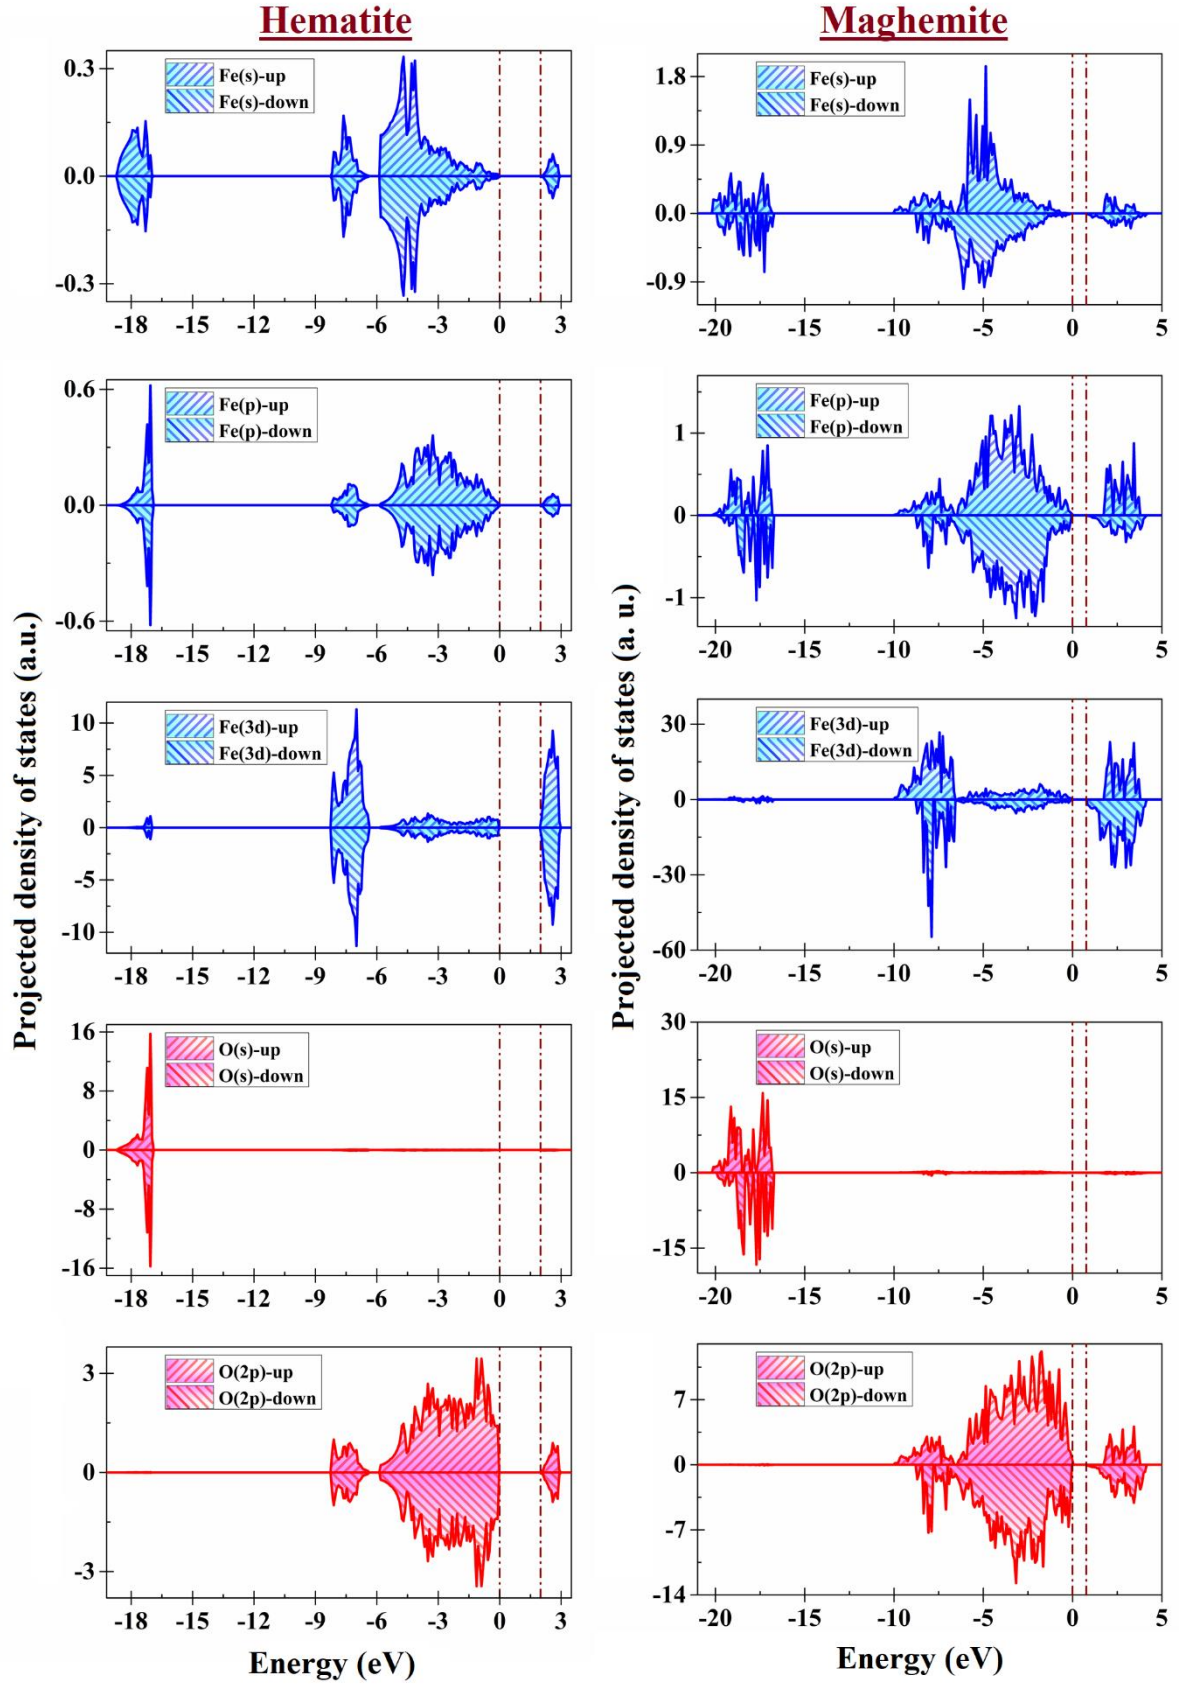 Hematite
Maghemite
Projected density of states (a.u.)
Fe(s)-up
Fe(s)-down
0.3
0.0
-0.3
-18 -15 -12 -9 -6 -3 0 3
Fe(p)-up
Fe(p)-down
0.6
0.0
-0.6
-18 -15 -12 -9 -6 -3 0 3
Fe(3d)-up
Fe(3d)-down
10
5
0
-5
-10
-18 -15 -12 -9 -6 -3 0 3
O(s)-up
O(s)-down
16
8
0
-8
-16
-18 -15 -12 -9 -6 -3 0 3
O(2p)-up
O(2p)-down
3
0
-3
-18 -15 -12 -9 -6 -3 0 3
Energy (eV)
Projected density of states (a. u.)
Fe(s)-up
Fe(s)-down
1.8
0.9
0.0
-0.9
-20 -15 -10 -5 0 5
Fe(p)-up
Fe(p)-down
1
0
-1
-20 -15 -10 -5 0 5
Fe(3d)-up
Fe(3d)-down
30
0
-30
-60
-20 -15 -10 -5 0 5
O(s)-up
O(s)-down
30
15
0
-15
-20 -15 -10 -5 0 5
O(2p)-up
O(2p)-down
7
0
-7
-14
-20 -15 -10 -5 0 5
Energy (eV)